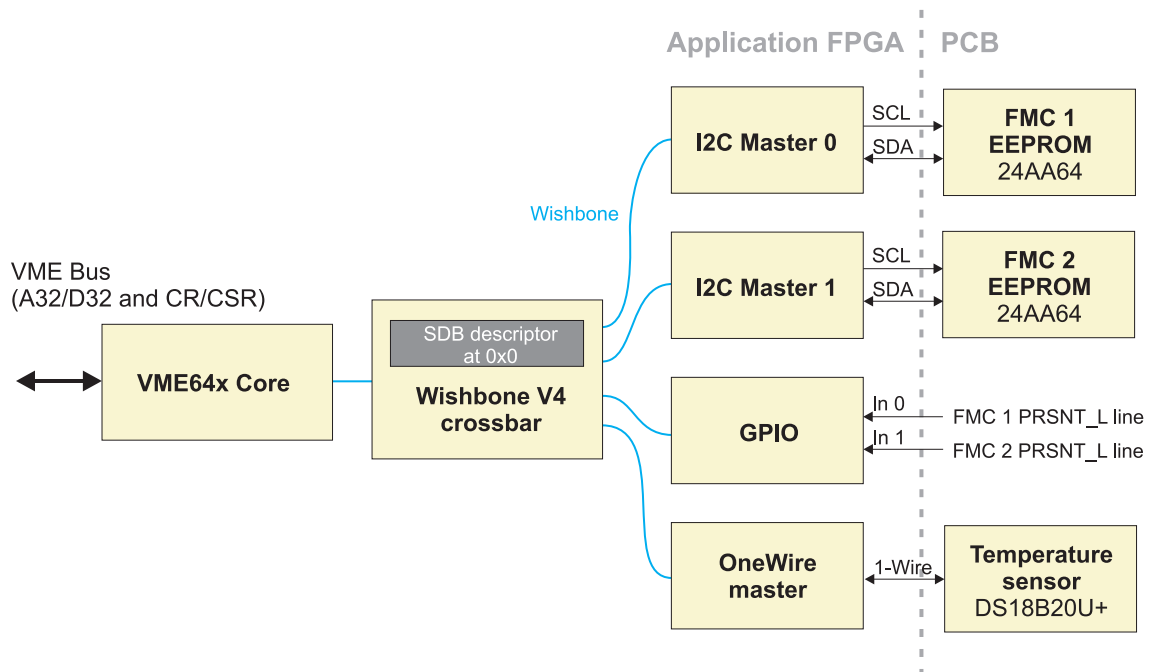 Application FPGA
PCB
I2C Master 0
SCL
SDA
FMC 1
EEPROM
24AA64
Wishbone
I2C Master 1
SCL
SDA
FMC 2
EEPROM
24AA64
VME Bus
(A32/D32 and CR/CSR)
VME64x Core
SDB descriptor
at 0x0
Wishbone V4
crossbar
GPIO
In 0
FMC 1 PRSNT_L line
In 1
FMC 2 PRSNT_L line
OneWire
master
1-Wire
Temperature
sensor
DS18B20U+